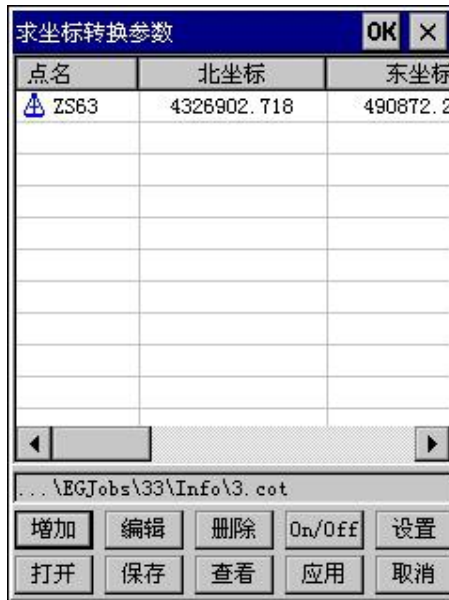 求坐标转换参数 OK ×
点名 北坐标 东坐标
ZS63 4326902.718 490872.2
...\EGJobs\33\Info\3.cot
增加 编辑 删除 On/Off 设置
打开 保存 查看 应用 取消